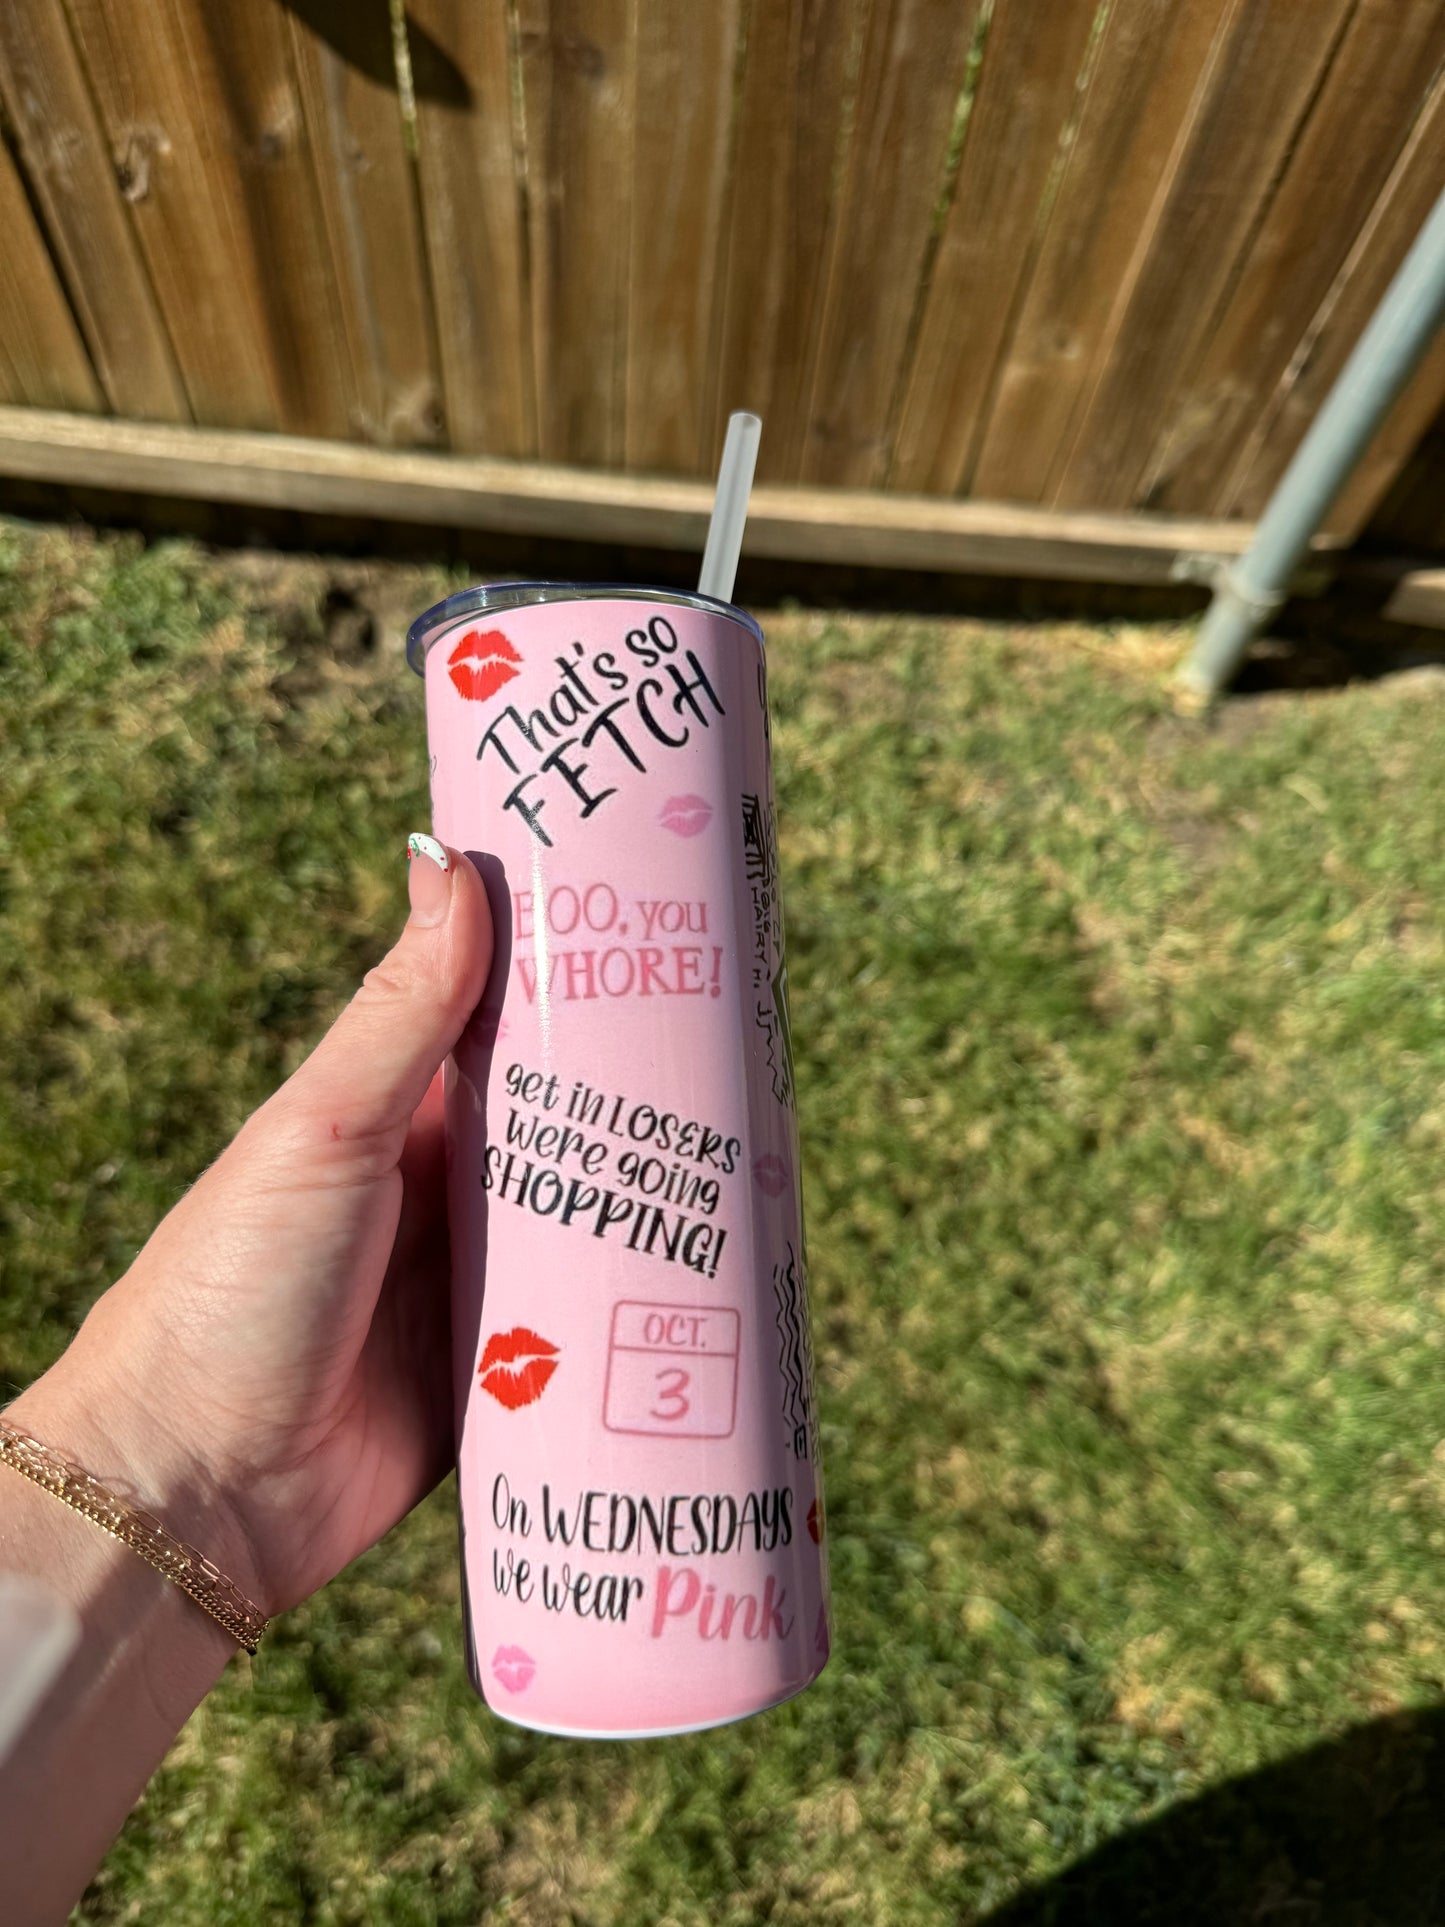 That's so
FETCH
BOO, you
WHORE!
get in LOSERS
we're going
SHOPPING!
OCT.
3
On WEDNESDAYS
we wear Pink